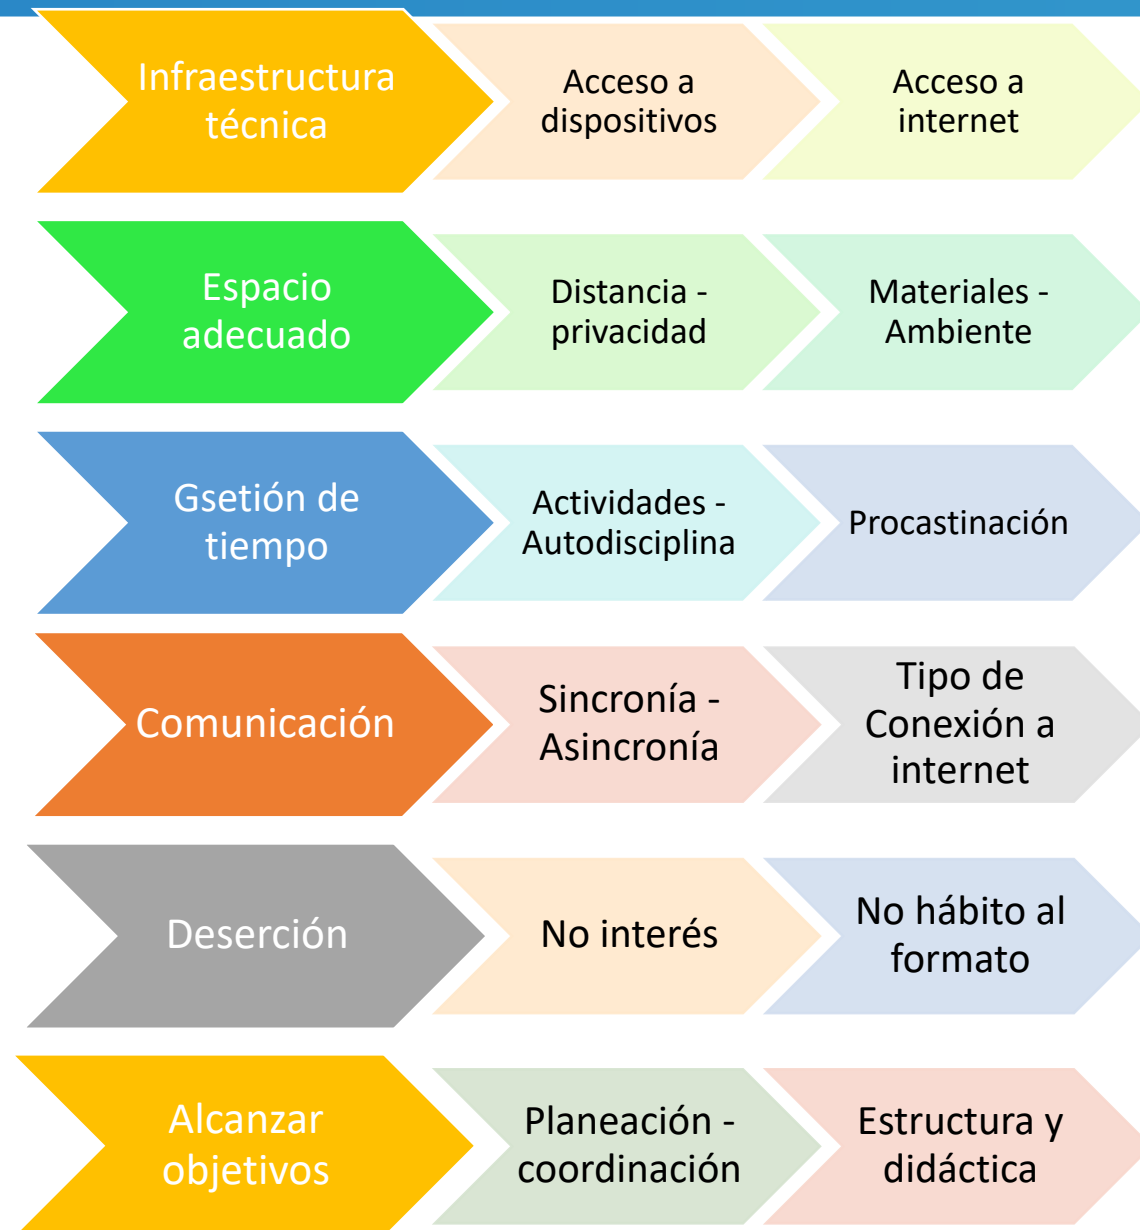 Infraestructura
técnica
Acceso a
dispositivos
Acceso a
internet
Espacio
adecuado
Distancia -
privacidad
Materiales -
Ambiente
Gsetión de
tiempo
Actividades -
Autodisciplina
Procastinación
Comunicación
Sincronía -
Asincronía
Tipo de
Conexión a
internet
Deserción
No interés
No hábito al
formato
Alcanzar
objetivos
Planeación -
coordinación
Estructura y
didáctica